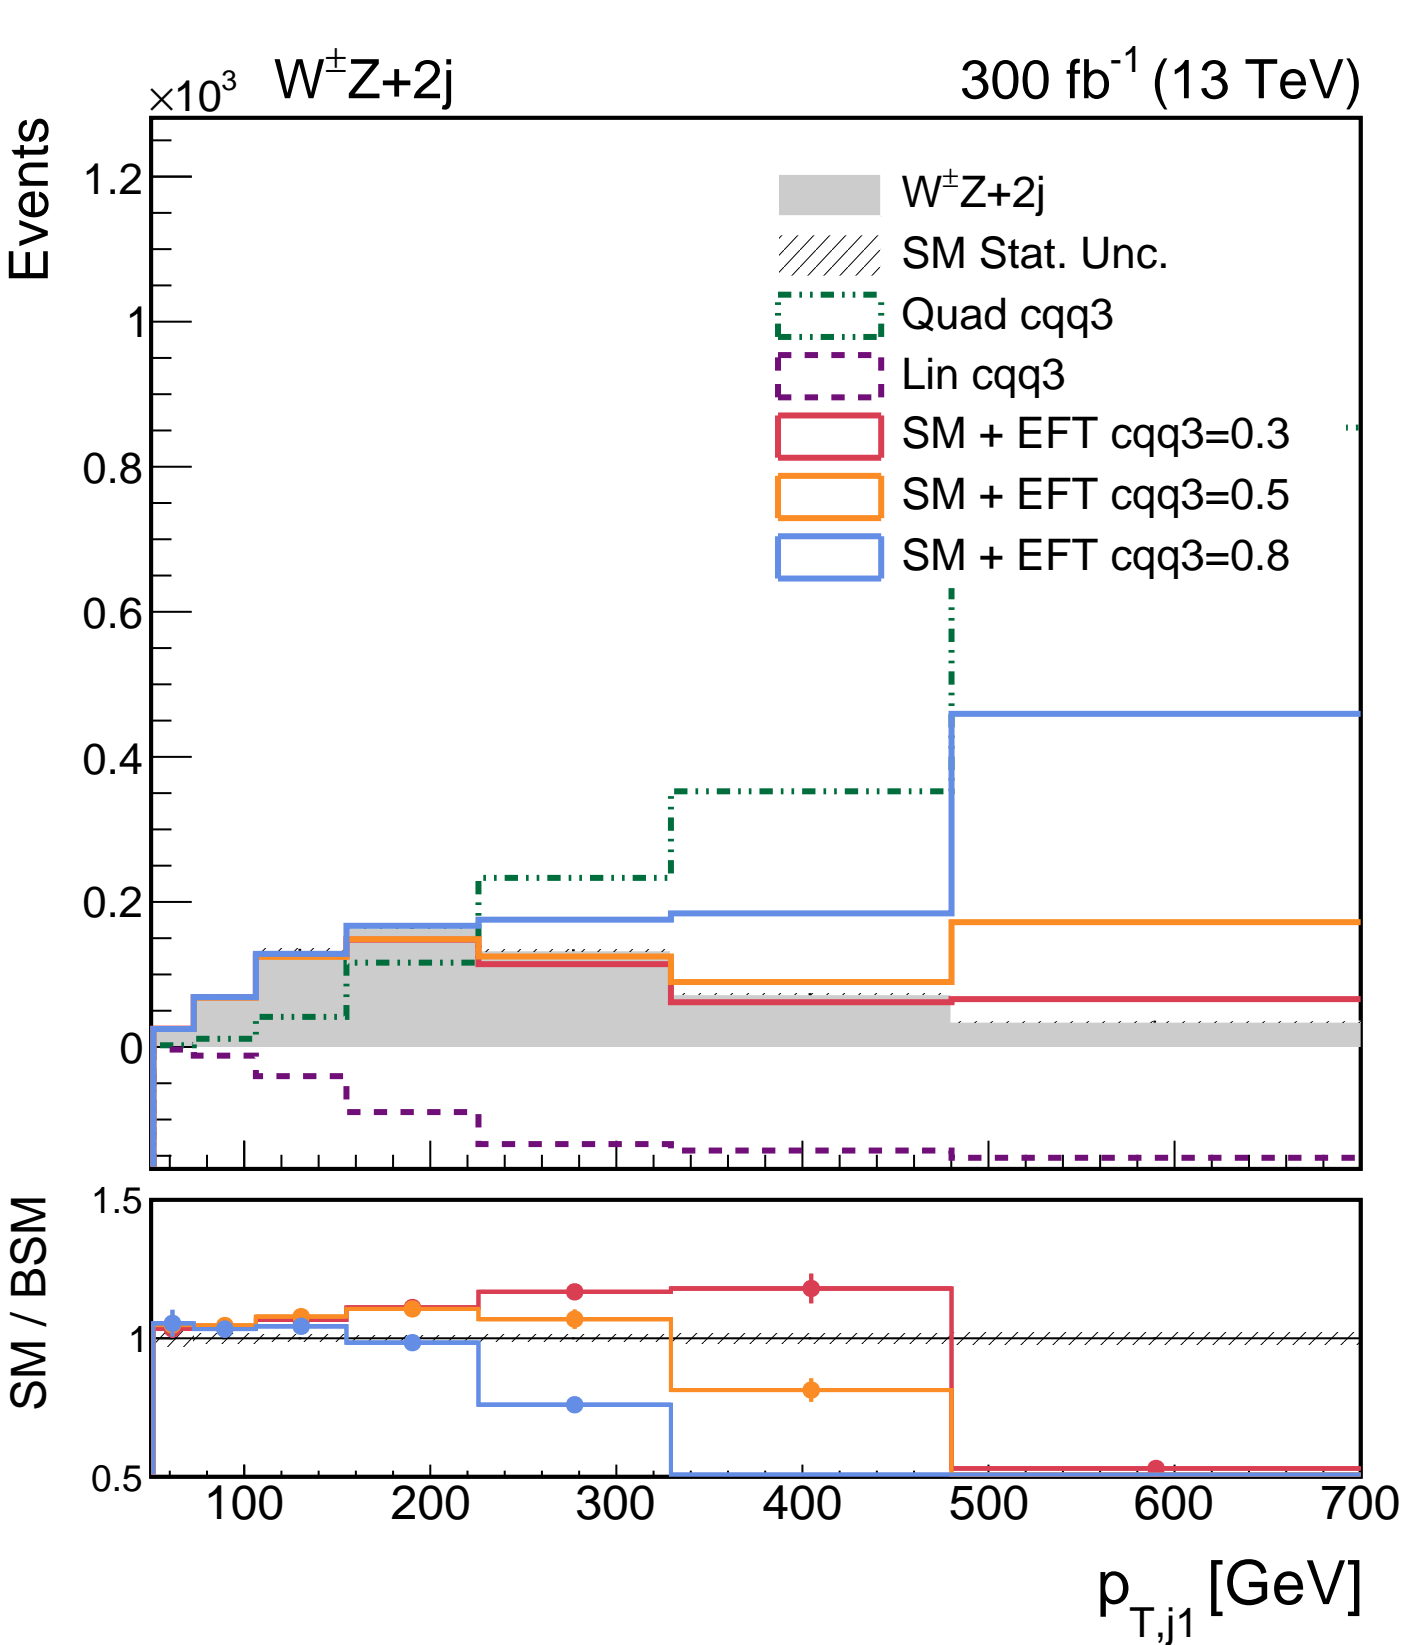 ×10³ W±Z+2j 300 fb⁻¹ (13 TeV)
Events
1.2
1
0.8
0.6
0.4
0.2
0
W±Z+2j
SM Stat. Unc.
Quad cqq3
Lin cqq3
SM + EFT cqq3=0.3
SM + EFT cqq3=0.5
SM + EFT cqq3=0.8
SM / BSM
1.5
1
0.5
100 200 300 400 500 600 700
p_T,j1 [GeV]